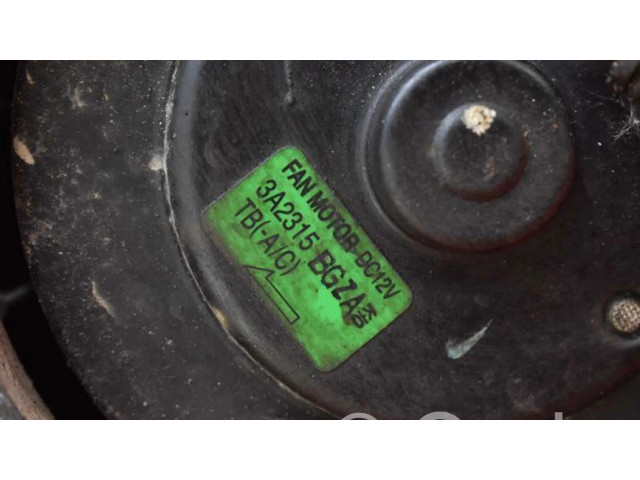 FAN MOTOR-DC12V
3A2315 BGZA
TB(-A/C)